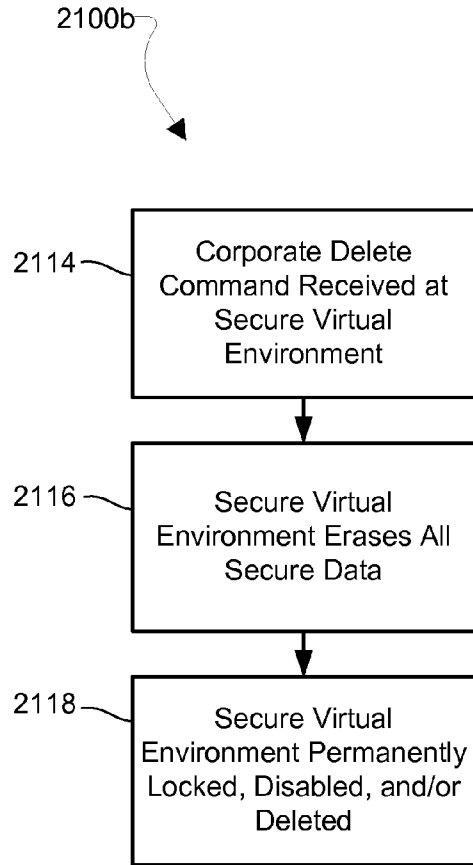 2100b
2114
Corporate Delete
Command Received at
Secure Virtual
Environment
2116
Secure Virtual
Environment Erases All
Secure Data
2118
Secure Virtual
Environment Permanently
Locked, Disabled, and/or
Deleted